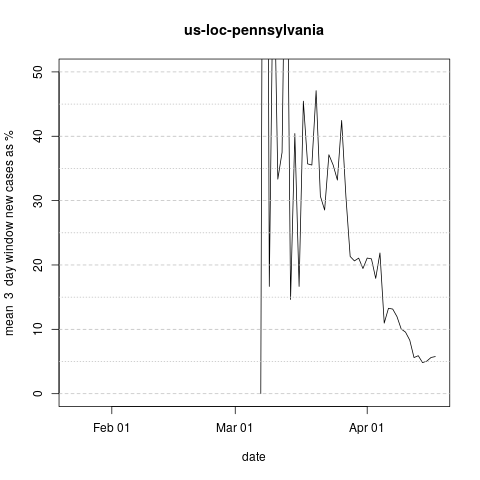 us-loc-pennsylvania
mean 3 day window new cases as %
50
40
30
20
10
0
Feb 01
Mar 01
Apr 01
date